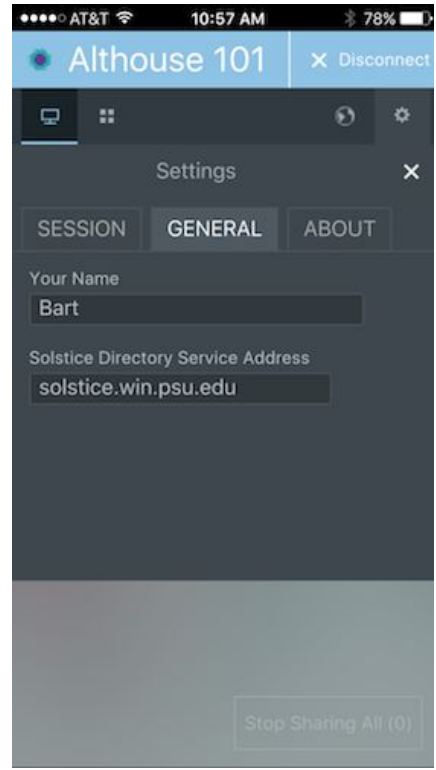 AT&T 10:57 AM 78%
Althouse 101 × Disconnect
Settings ×
SESSION GENERAL ABOUT
Your Name
Bart
Solstice Directory Service Address
solstice.win.psu.edu
Stop Sharing All (0)